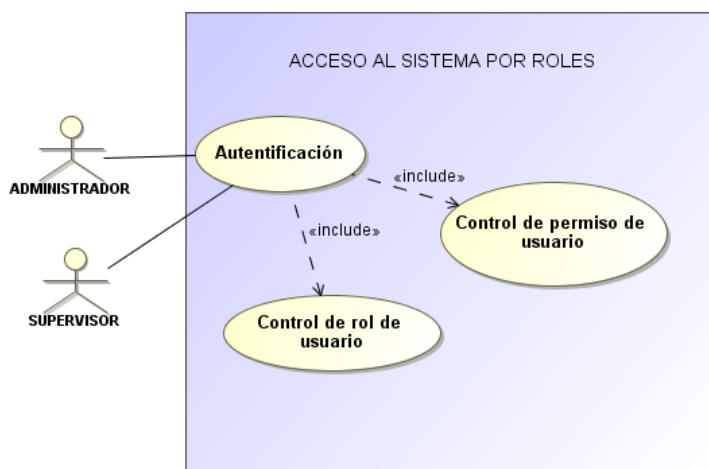 ACCESO AL SISTEMA POR ROLES
Autentificación
ADMINISTRADOR
«include»
Control de permiso de
usuario
«include»
SUPERVISOR
Control de rol de
usuario